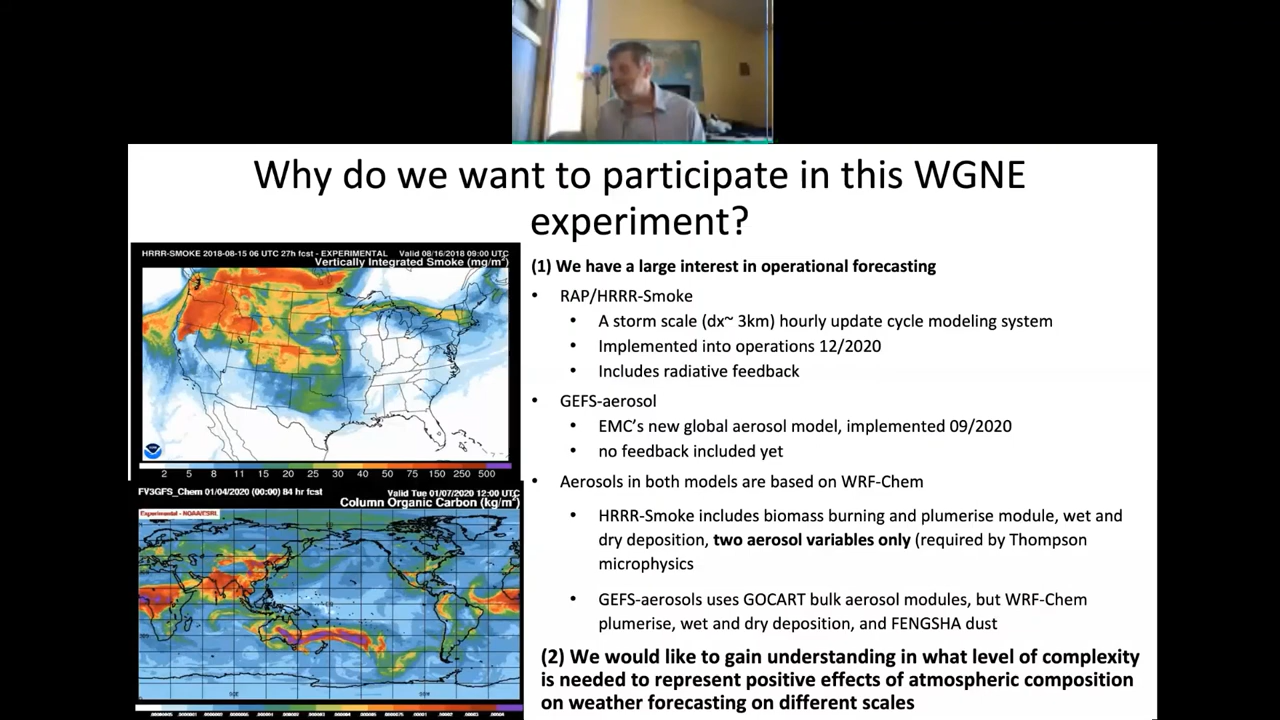 Why do we want to participate in this WGNE
experiment?
HRRR-SMOKE 2018-08-15 06 UTC 27h fcst - EXPERIMENTAL Valid 08/16/2018 09:00 UTC
Vertically Integrated Smoke (mg/m²)
2 5 8 11 15 20 25 30 50 75 150 250 500
FV3GFS_Chem 01/04/2020 (00:00) 84 hr fcst Valid Tue 01/07/2020 12:00 UTC
Column Organic Carbon (kg/m²)
Experimental - NOAA/ESRL
(1) We have a large interest in operational forecasting
• RAP/HRRR-Smoke
• A storm scale (dx~ 3km) hourly update cycle modeling system
• Implemented into operations 12/2020
• Includes radiative feedback
• GEFS-aerosol
• EMC's new global aerosol model, implemented 09/2020
• no feedback included yet
• Aerosols in both models are based on WRF-Chem
• HRRR-Smoke includes biomass burning and plumerise module, wet and
dry deposition, two aerosol variables only (required by Thompson
microphysics
• GEFS-aerosols uses GOCART bulk aerosol modules, but WRF-Chem
plumerise, wet and dry deposition, and FENGSHA dust
(2) We would like to gain understanding in what level of complexity
is needed to represent positive effects of atmospheric composition
on weather forecasting on different scales